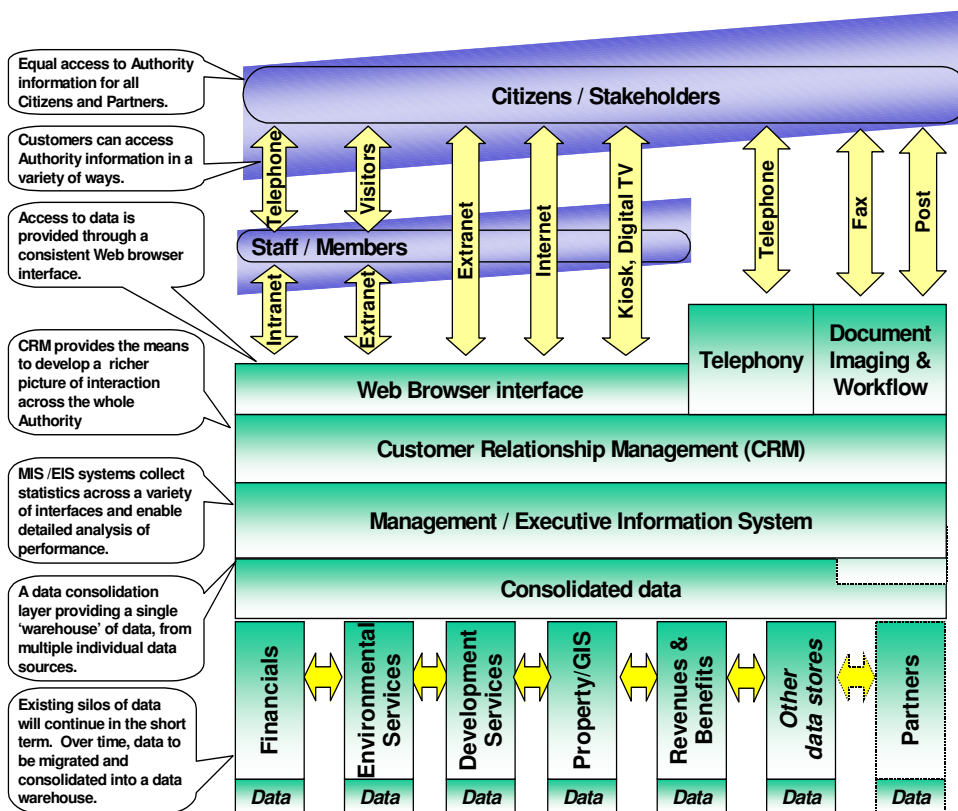 Equal access to Authority
information for all
Citizens and Partners.
Customers can access
Authority information in a
variety of ways.
Access to data is
provided through a
consistent Web browser
interface.
CRM provides the means
to develop a richer
picture of interaction
across the whole
Authority
MIS /EIS systems collect
statistics across a variety
of interfaces and enable
detailed analysis of
performance.
A data consolidation
layer providing a single
‘warehouse’ of data, from
multiple individual data
sources.
Existing silos of data
will continue in the short
term. Over time, data to
be migrated and
consolidated into a data
warehouse.
Citizens / Stakeholders
Telephone
Visitors
Extranet
Internet
Kiosk, Digital TV
Telephone
Fax
Post
Staff / Members
Intranet
Extranet
Web Browser interface
Telephony
Document
Imaging &
Workflow
Customer Relationship Management (CRM)
Management / Executive Information System
Consolidated data
Financials
Environmental
Services
Development
Services
Property/GIS
Revenues &
Benefits
Other
data stores
Partners
Data
Data
Data
Data
Data
Data
Data